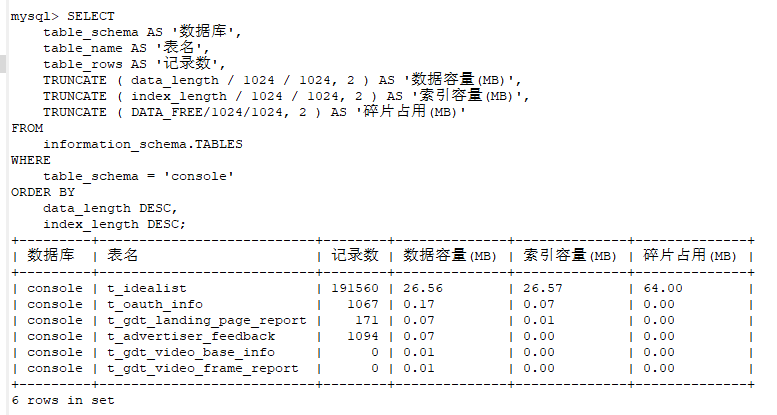 mysql> SELECT
    table_schema AS '数据库',
    table_name AS '表名',
    table_rows AS '记录数',
    TRUNCATE ( data_length / 1024 / 1024, 2 ) AS '数据容量(MB)',
    TRUNCATE ( index_length / 1024 / 1024, 2 ) AS '索引容量(MB)',
    TRUNCATE ( DATA_FREE/1024/1024, 2 ) AS '碎片占用(MB)'
FROM
    information_schema.TABLES
WHERE
    table_schema = 'console'
ORDER BY
    data_length DESC,
    index_length DESC;
+---------+---------------------------+--------+--------------+--------------+--------------+
| 数据库 | 表名 | 记录数 | 数据容量(MB) | 索引容量(MB) | 碎片占用(MB) |
+---------+---------------------------+--------+--------------+--------------+--------------+
| console | t_idealist | 191560 | 26.56 | 26.57 | 64.00 |
| console | t_oauth_info | 1067 | 0.17 | 0.07 | 0.00 |
| console | t_gdt_landing_page_report | 171 | 0.07 | 0.01 | 0.00 |
| console | t_advertiser_feedback | 1094 | 0.07 | 0.00 | 0.00 |
| console | t_gdt_video_base_info | 0 | 0.01 | 0.00 | 0.00 |
| console | t_gdt_video_frame_report | 0 | 0.01 | 0.00 | 0.00 |
+---------+---------------------------+--------+--------------+--------------+--------------+
6 rows in set